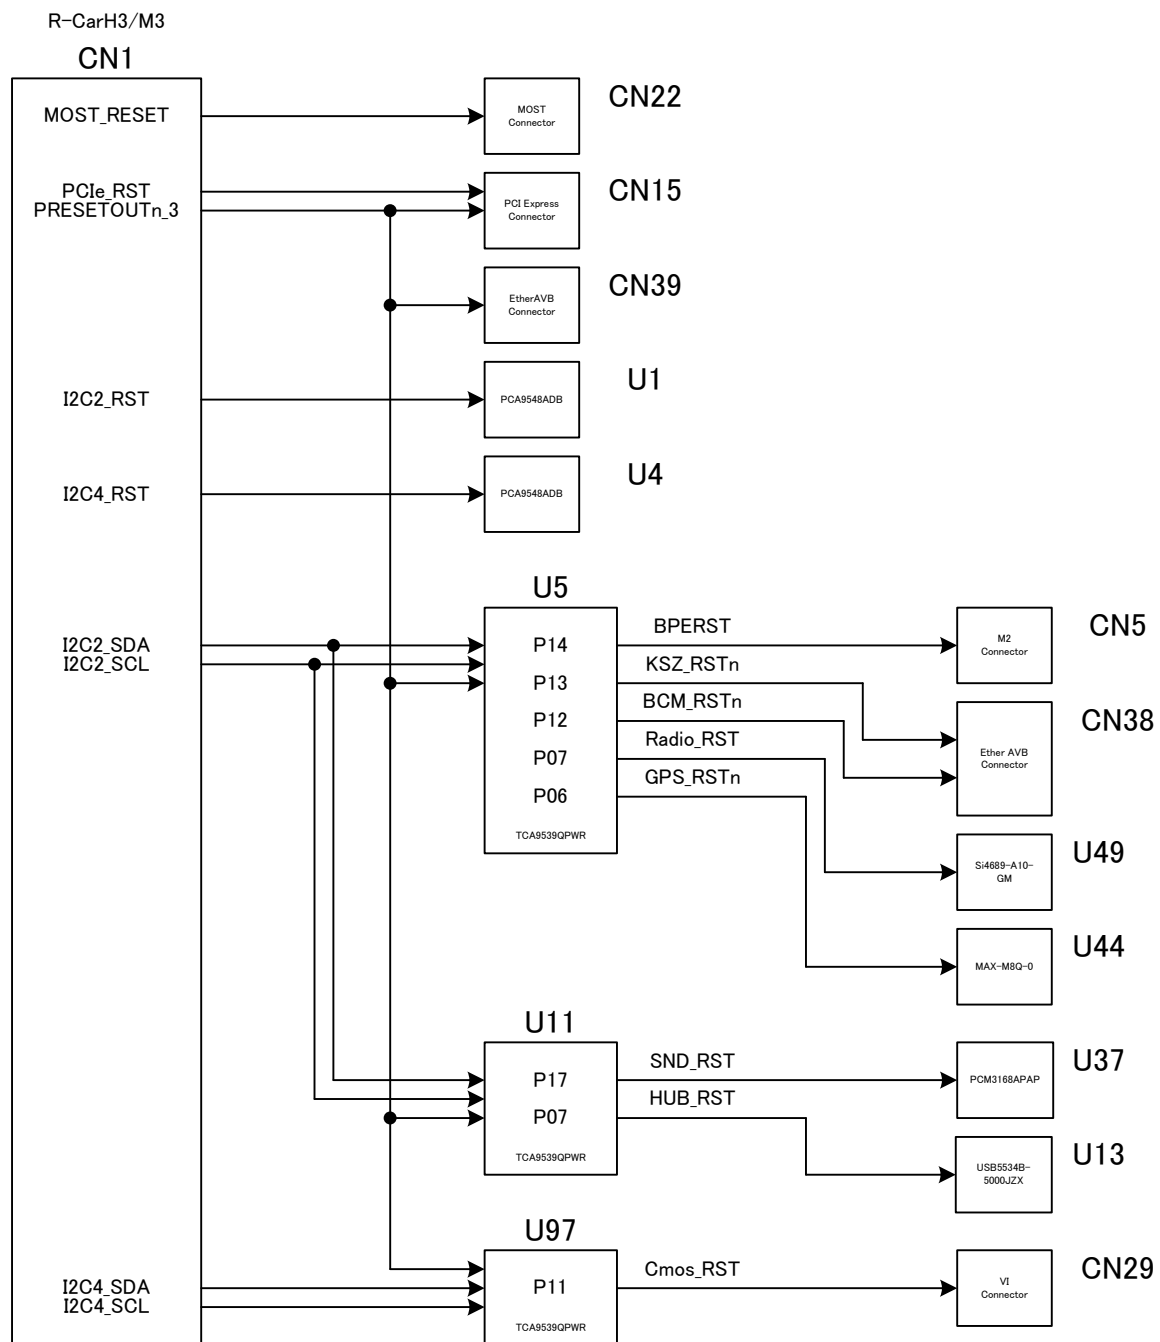 R-CarH3/M3
CN1
MOST_RESET
MOST
Connector
CN22
PCIe_RST
PRESETOUTn_3
PCI Express
Connector
CN15
EtherAVB
Connector
CN39
I2C2_RST
PCA9548ADB
U1
I2C4_RST
PCA9548ADB
U4
U5
I2C2_SDA
I2C2_SCL
P14
P13
P12
P07
P06
TCA9539QPWR
BPERST
KSZ_RSTn
BCM_RSTn
Radio_RST
GPS_RSTn
M2
Connector
CN5
Ether AVB
Connector
CN38
Si4689-A10-
GM
U49
MAX-M8Q-0
U44
U11
P17
P07
TCA9539QPWR
SND_RST
HUB_RST
PCM3168APAP
U37
USB5534B-
5000JZX
U13
U97
I2C4_SDA
I2C4_SCL
P11
TCA9539QPWR
Cmos_RST
VI
Connector
CN29